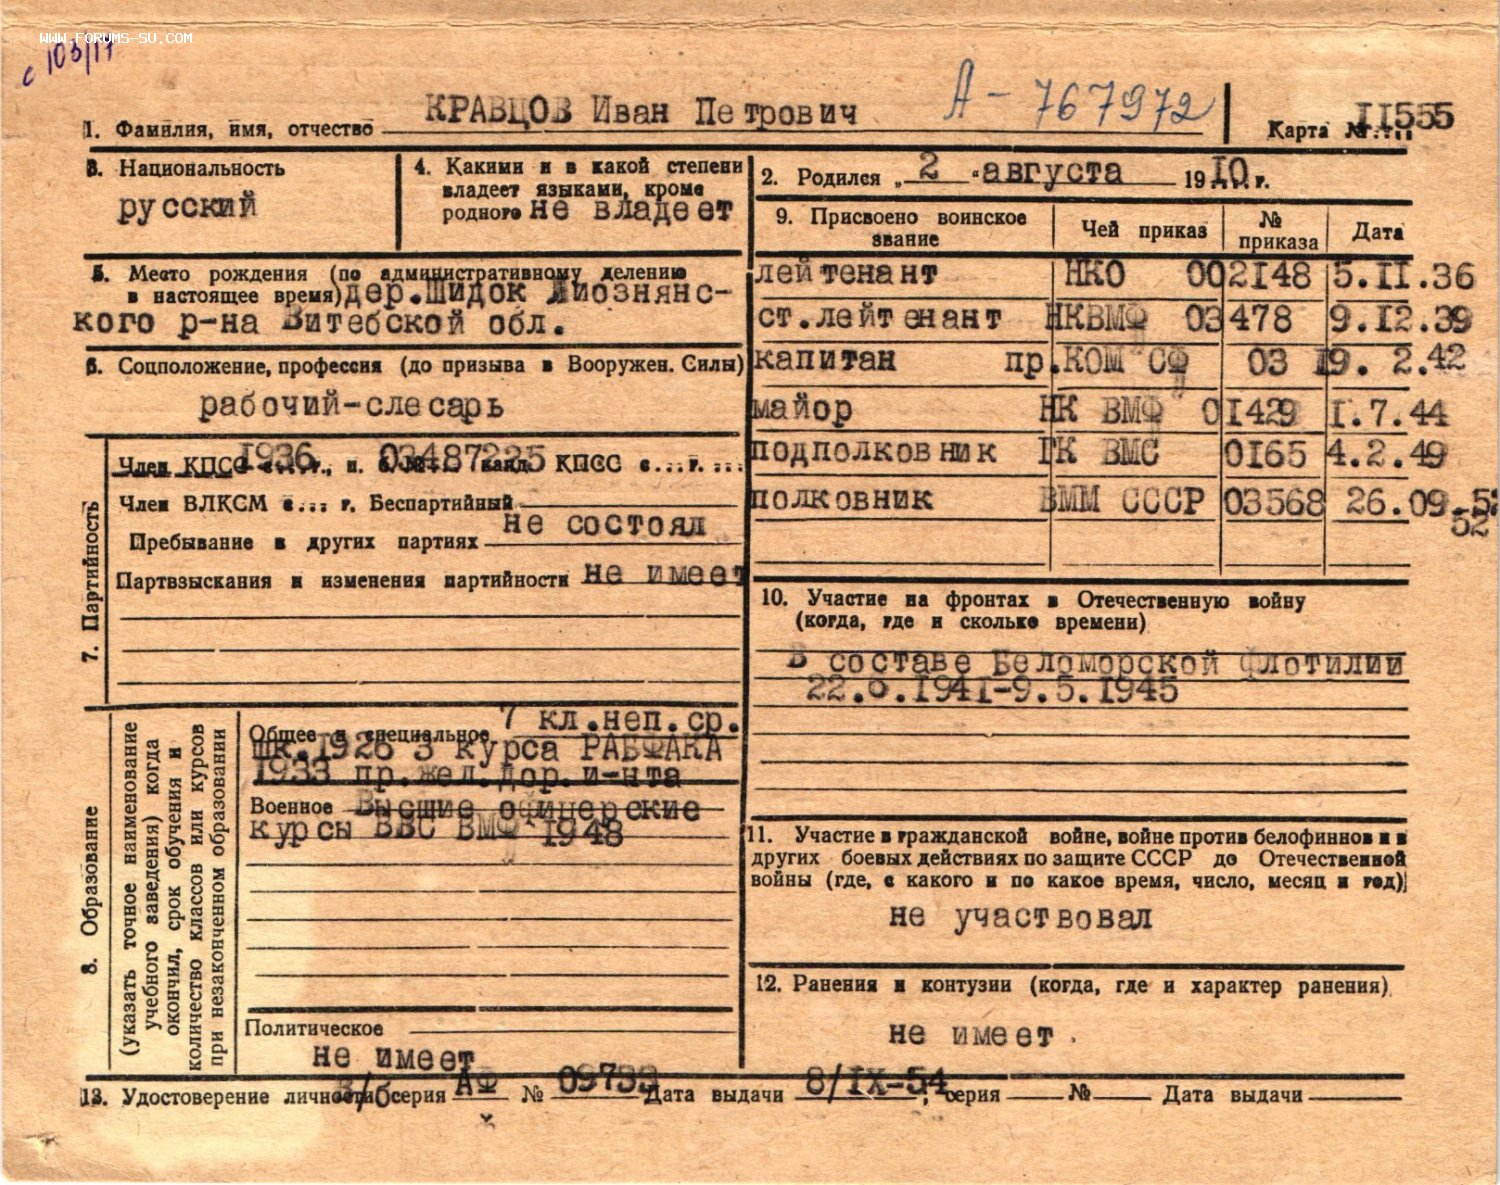 WWW.FORUMS-SU.COM
с 103/17
А-767972
1. Фамилия, имя, отчество КРАВЦОВ Иван Петрович
Карта № 11555
3. Национальность
русский
4. Какими и в какой степени
владеет языками, кроме
родного не владеет
2. Родился „ 2 “ августа 1910. г.
5. Место рождения (по административному делению
в настоящее время) дер.Шидок Лиознянс-
кого р-на Витебской обл.
6. Соцположение, профессия (до призыва в Вооружен. Силы)
рабочий-слесарь
7. Партийность
Член КПСС с 1936 г., п. б. № 03487225 канд. КПСС с...г. ...
Член ВЛКСМ с... г. Беспартийный
Пребывание в других партиях не состоял
Партвзыскания и изменения партийности не имеет
8. Образование
(указать точное наименование
учебного заведения) когда
окончил, срок обучения и
количество классов или курсов
при незаконченном образовании
Общее и специальное 7 кл.неп.ср.
шк.1926 3 курса РАБФАКА
1933 пр.жел.дор.и-нта
Военное Высшие офицерские
курсы ВВС ВМФ 1948
Политическое
не имеет
9. Присвоено воинское звание | Чей приказ | № приказа | Дата
лейтенант НКО 002148 5.11.36
ст.лейтенант НКВМФ 03478 9.12.39
капитан пр.КОМ"СФ" 03 19. 2.42
майор НК ВМФ 01429 1.7.44
подполковник ГК ВМС 0165 4.2.49
полковник ВММ СССР 03568 26.09.52
52
10. Участие на фронтах в Отечественную войну
(когда, где и сколько времени)
В составе Беломорской флотилии
22.6.1941-9.5.1945
11. Участие в гражданской войне, войне против белофиннов и в
других боевых действиях по защите СССР до Отечественной
войны (где, с какого и по какое время, число, месяц и год)
не участвовал
12. Ранения и контузии (когда, где и характер ранения)
не имеет.
13. Удостоверение личности в/б серия АФ № 09733 Дата выдачи 8/IX-54, серия № Дата выдачи